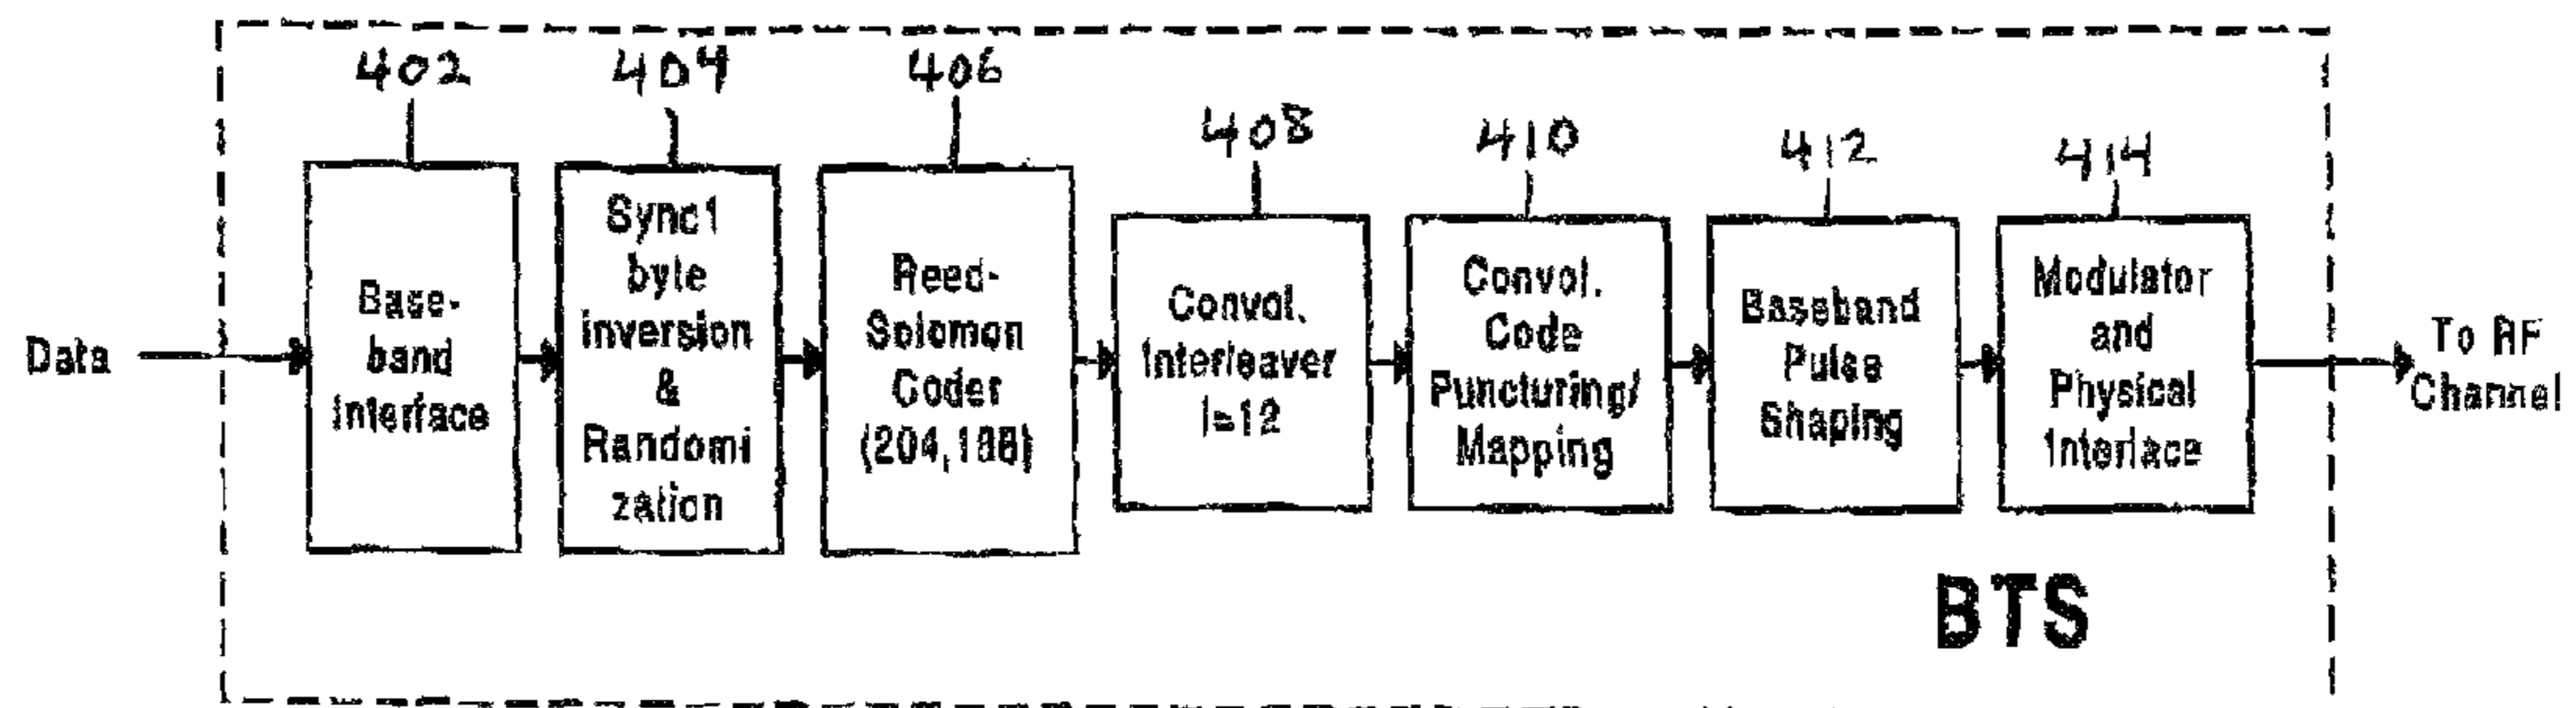 402
404
406
408
410
412
414
Data
Base-
band
Interface
Sync1
byte
inversion
&
Randomi
zation
Reed-
Solomon
Coder
(204,188)
Convol.
Interleaver
I=12
Convol.
Code
Puncturing/
Mapping
Baseband
Pulse
Shaping
Modulator
and
Physical
Interface
To RF
Channel
BTS